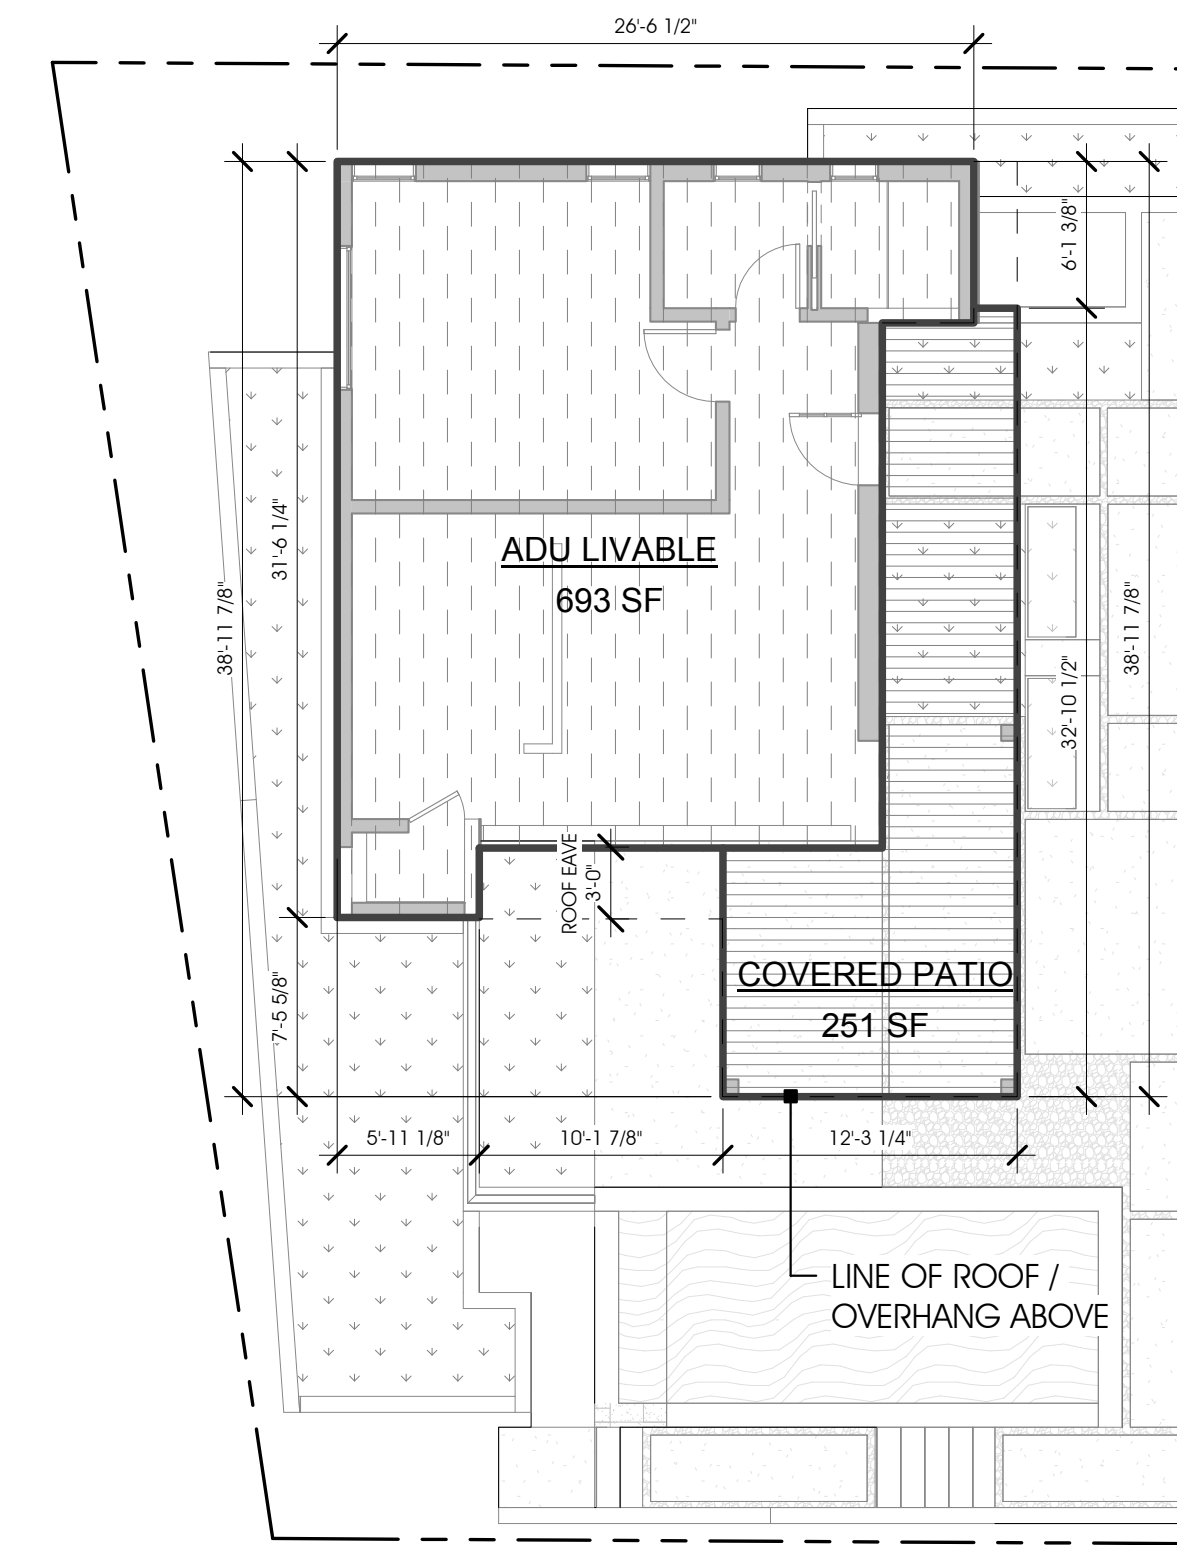 26'-6 1/2"
6'-1 3/8"
31'-6 1/4"
38'-11 7/8"
ADU LIVABLE
693 SF
38'-11 7/8"
32'-10 1/2"
ROOF EAVE
3'-0"
7'-5 5/8"
COVERED PATIO
251 SF
5'-11 1/8"
10'-1 7/8"
12'-3 1/4"
LINE OF ROOF /
OVERHANG ABOVE